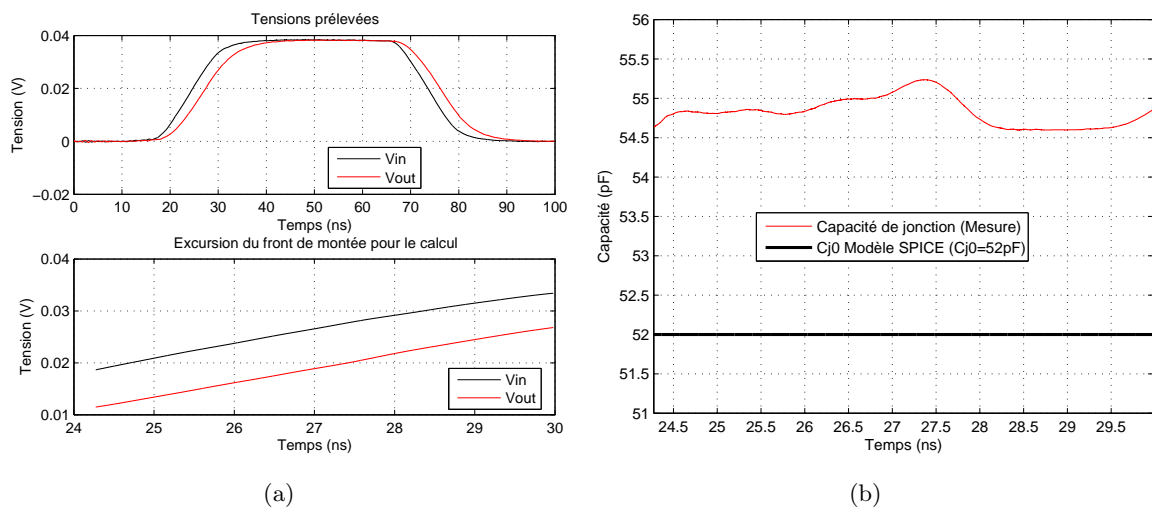 Tensions prélevées
Tension (V)
0.04
0.02
0
−0.02
0 10 20 30 40 50 60 70 80 90 100
Temps (ns)
Vin
Vout
Excursion du front de montée pour le calcul
Tension (V)
0.04
0.03
0.02
0.01
24 25 26 27 28 29 30
Temps (ns)
Vin
Vout
(a)
Capacité (pF)
56
55.5
55
54.5
54
53.5
53
52.5
52
51.5
51
24.5 25 25.5 26 26.5 27 27.5 28 28.5 29 29.5
Temps (ns)
Capacité de jonction (Mesure)
Cj0 Modèle SPICE (Cj0=52pF)
(b)